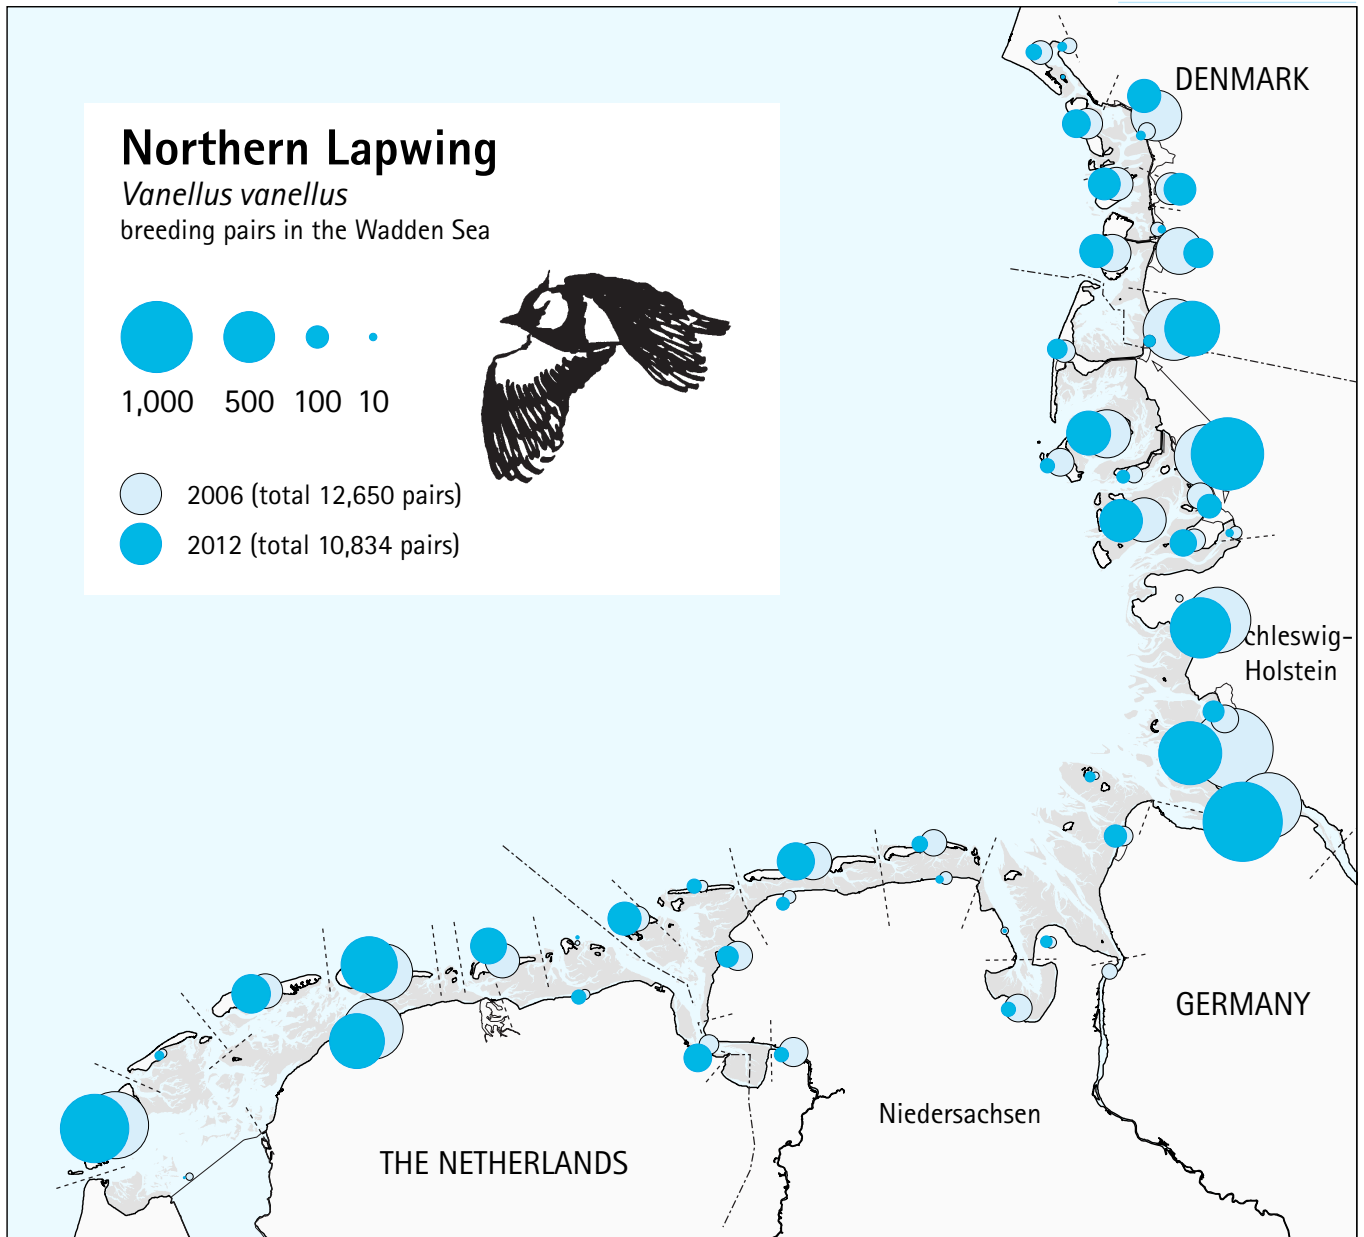 Northern Lapwing
Vanellus vanellus
breeding pairs in the Wadden Sea
1,000 500 100 10
2006 (total 12,650 pairs)
2012 (total 10,834 pairs)
DENMARK
chleswig-
Holstein
GERMANY
Niedersachsen
THE NETHERLANDS